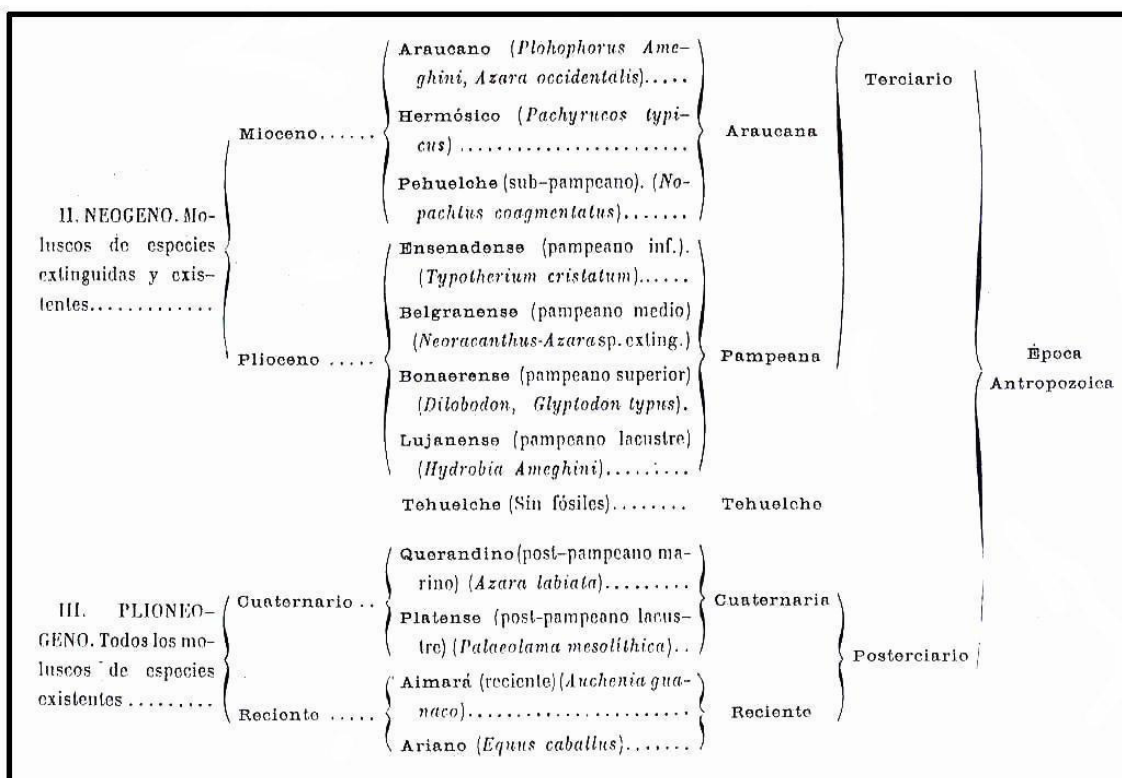 Araucano (Plohophorus Ame-
ghini, Azara occidentalis).....
Terciario
Mioceno......
Hermósico (Pachyrucos typi-
cus) ........................
Araucana
Pehuelche (sub-pampeano). (No-
pachtus coagmentatus).......
II. NEOGENO. Mo-
luscos de especies
extinguidas y exis-
tentes.............
Ensenadense (pampeano inf.).
(Typotherium cristatum)......
Belgranense (pampeano medio)
(Neoracanthus-Azara sp. exting.)
Plioceno .....
Pampeana
Bonaerense (pampeano superior)
(Dilobodon, Glyptodon typus).
Lujanense (pampeano lacustre)
(Hydrobia Ameghini).........
Época
Antropozoica
Tehuelche (Sin fósiles)........
Tehuelche
Querandino (post-pampeano ma-
rino) (Azara labiata).........
III. PLIONEO-
GENO. Todos los mo-
luscos de especies
existentes .........
Cuaternario ..
Platense (post-pampeano lacus-
tre) (Palaeolama mesolithica)..
Cuaternaria
Posterciario
Reciente .....
Aimará (reciente) (Auchenia gua-
naco).......................
Reciente
Ariano (Equus caballus).......